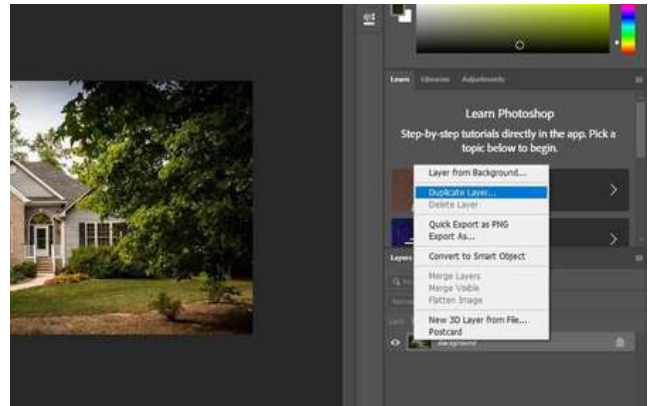 Learn Libraries Adjustments
Learn Photoshop
Step-by-step tutorials directly in the app. Pick a
topic below to begin.
Layer from Background...
Duplicate Layer...
Delete Layer
Quick Export as PNG
Export As...
Layers
Convert to Smart Object
Merge Layers
Merge Visible
Flatten Image
New 3D Layer from File...
Postcard
Background